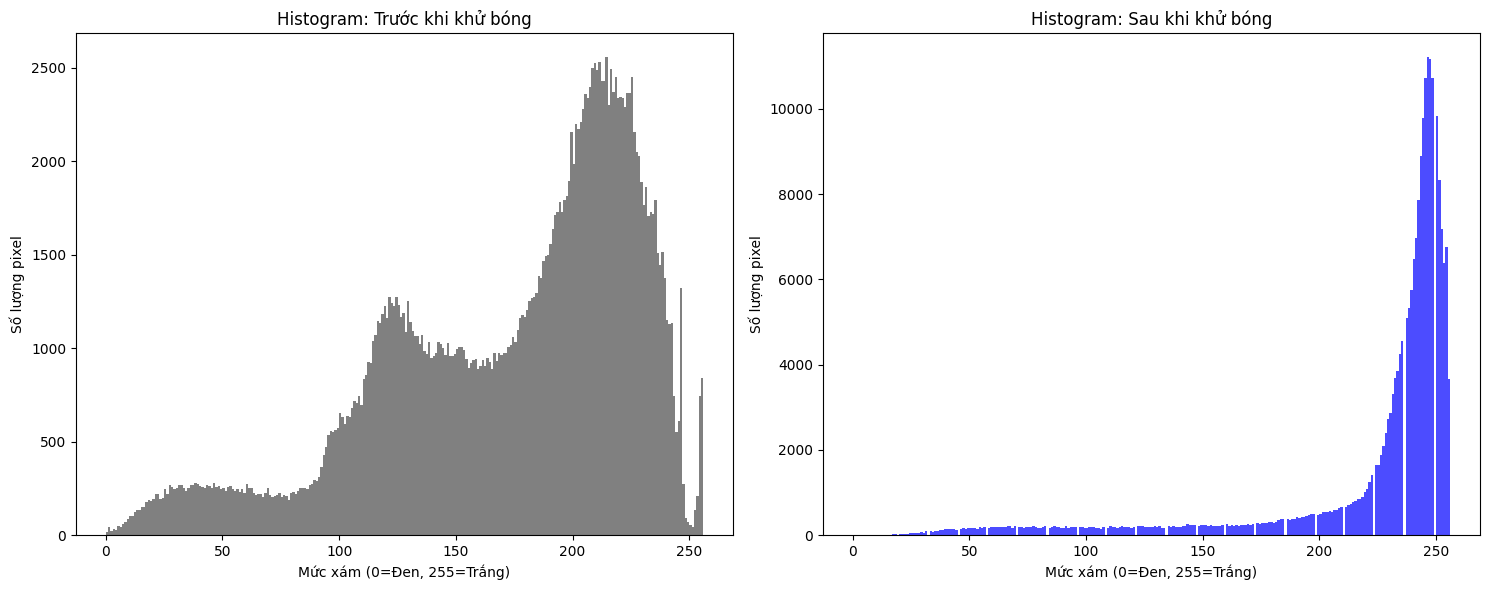 Histogram: Trước khi khử bóng
Số lượng pixel
2500
2000
1500
1000
500
0
0 50 100 150 200 250
Mức xám (0=Đen, 255=Trắng)
Histogram: Sau khi khử bóng
Số lượng pixel
10000
8000
6000
4000
2000
0
0 50 100 150 200 250
Mức xám (0=Đen, 255=Trắng)